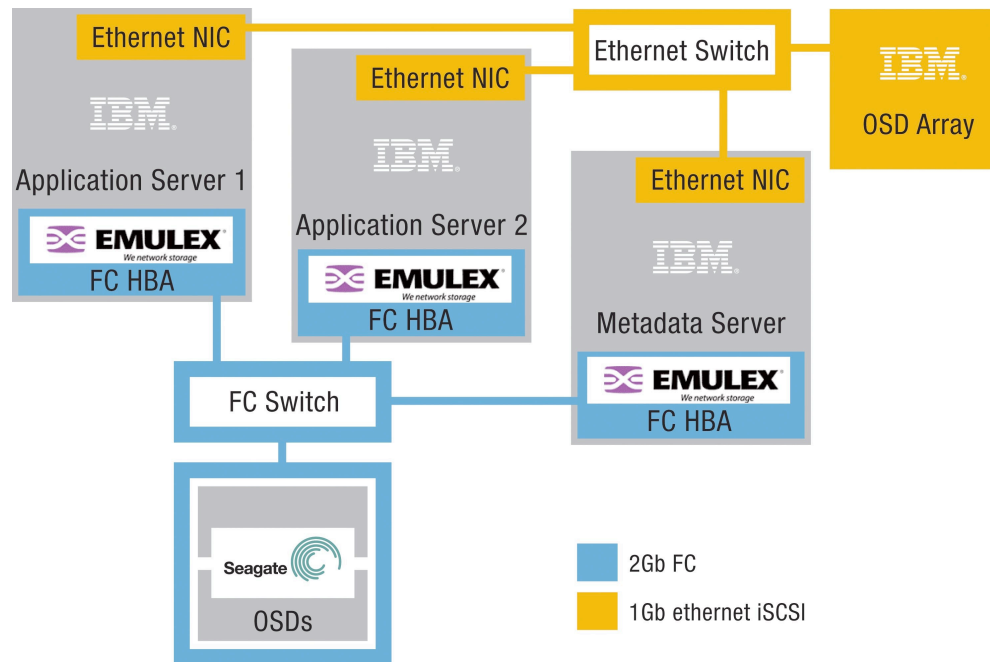 Ethernet NIC
IBM®
Application Server 1
EMULEX®
We network storage
FC HBA
Ethernet NIC
IBM®
Application Server 2
EMULEX®
We network storage
FC HBA
Ethernet Switch
IBM®
OSD Array
Ethernet NIC
IBM®
Metadata Server
EMULEX®
We network storage
FC HBA
FC Switch
Seagate
OSDs
2Gb FC
1Gb ethernet iSCSI